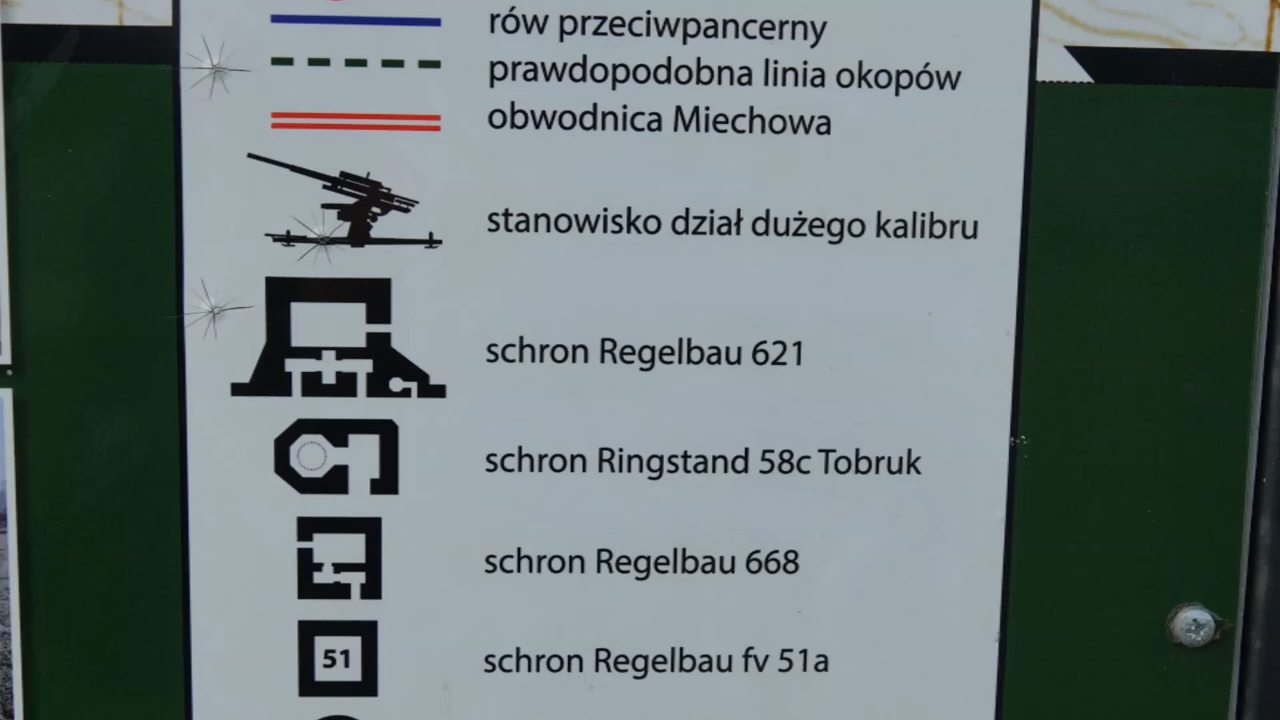 rów przeciwpancerny
prawdopodobna linia okopów
obwodnica Miechowa
stanowisko dział dużego kalibru
schron Regelbau 621
schron Ringstand 58c Tobruk
schron Regelbau 668
51 schron Regelbau fv 51a